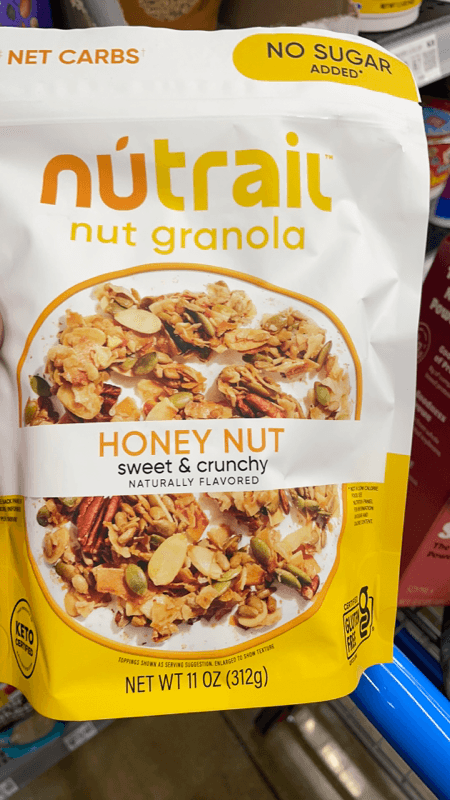 NET CARBS†
NO SUGAR
ADDED*
nútrail™
nut granola
HONEY NUT
sweet & crunchy
NATURALLY FLAVORED
KETO
CERTIFIED
CERTIFIED
GLUTEN
FREE
TOPPINGS SHOWN AS SERVING SUGGESTION. ENLARGED TO SHOW TEXTURE
NET WT 11 OZ (312g)